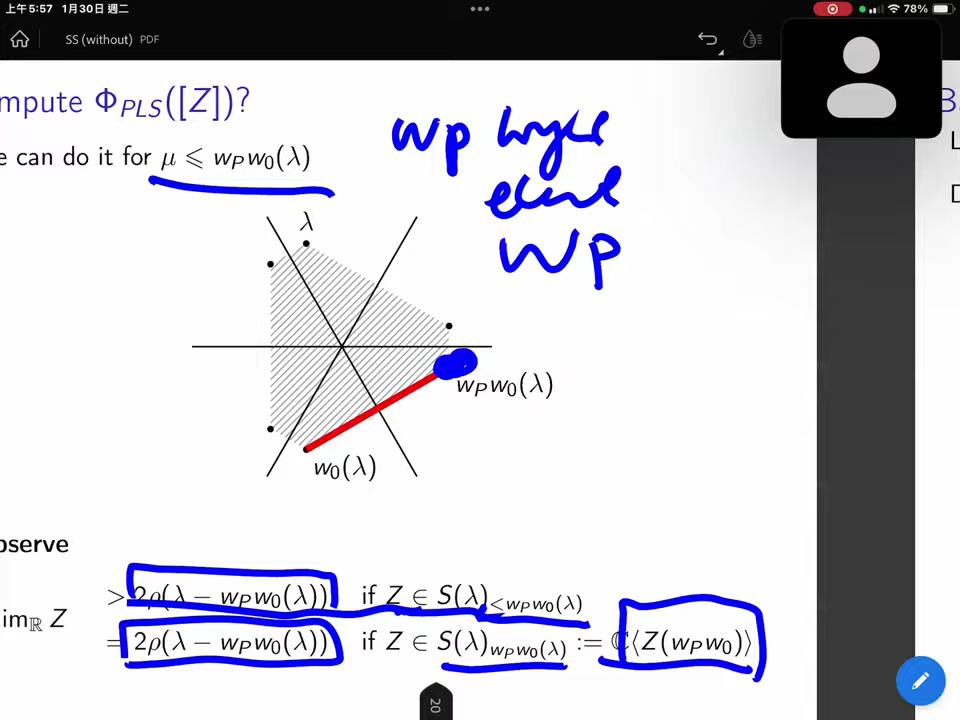 上午5:57 1月30日 週二
78%
SS (without) PDF
mpute Φ_PLS([Z])?
e can do it for μ ⩽ w_P w_0(λ)
wp
WP
λ
w_P w_0(λ)
w_0(λ)
bserve
> 2ρ(λ − w_P w_0(λ)) if Z ∈ S(λ)_{<w_P w_0(λ)}
im_ℝ Z
= 2ρ(λ − w_P w_0(λ)) if Z ∈ S(λ)_{w_P w_0(λ)} := ℂ⟨Z(w_P w_0)⟩
20